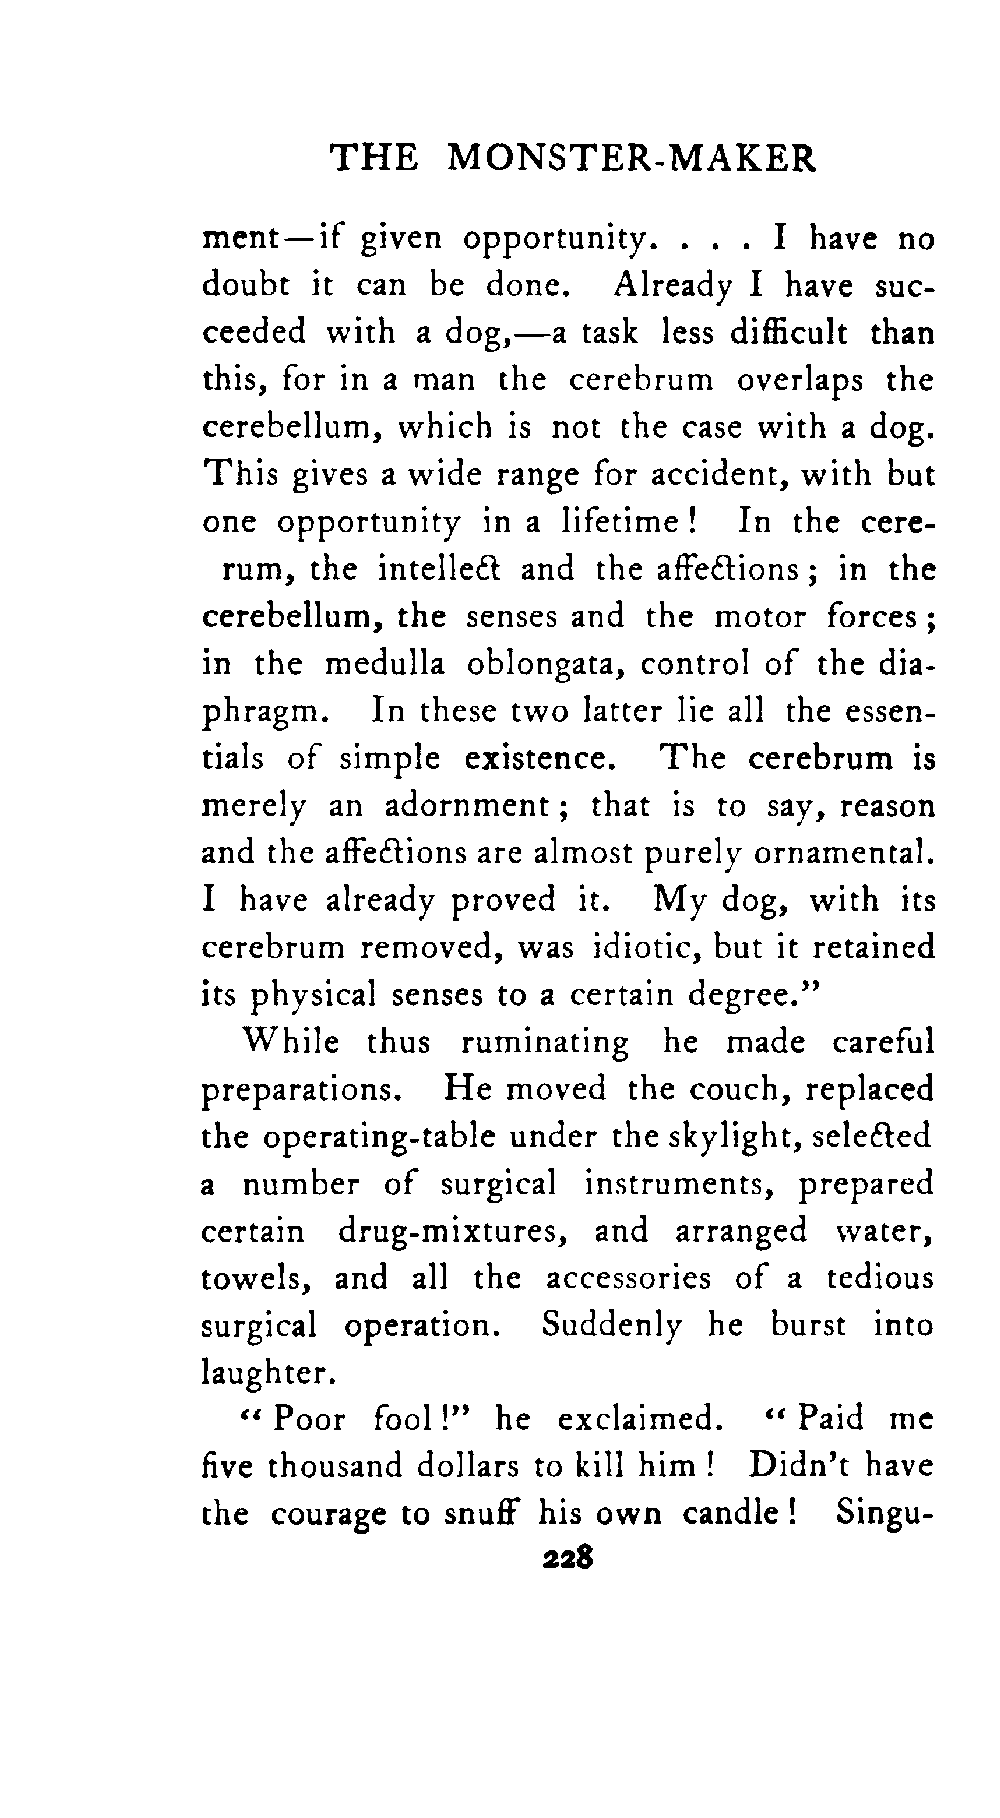 THE MONSTER-MAKER
ment—if given opportunity. . . . I have no
doubt it can be done. Already I have suc-
ceeded with a dog,—a task less difficult than
this, for in a man the cerebrum overlaps the
cerebellum, which is not the case with a dog.
This gives a wide range for accident, with but
one opportunity in a lifetime! In the cere-
rum, the intellect and the affections; in the
cerebellum, the senses and the motor forces;
in the medulla oblongata, control of the dia-
phragm. In these two latter lie all the essen-
tials of simple existence. The cerebrum is
merely an adornment; that is to say, reason
and the affections are almost purely ornamental.
I have already proved it. My dog, with its
cerebrum removed, was idiotic, but it retained
its physical senses to a certain degree.”
While thus ruminating he made careful
preparations. He moved the couch, replaced
the operating-table under the skylight, selected
a number of surgical instruments, prepared
certain drug-mixtures, and arranged water,
towels, and all the accessories of a tedious
surgical operation. Suddenly he burst into
laughter.
“Poor fool!” he exclaimed. “Paid me
five thousand dollars to kill him! Didn’t have
the courage to snuff his own candle! Singu-
228